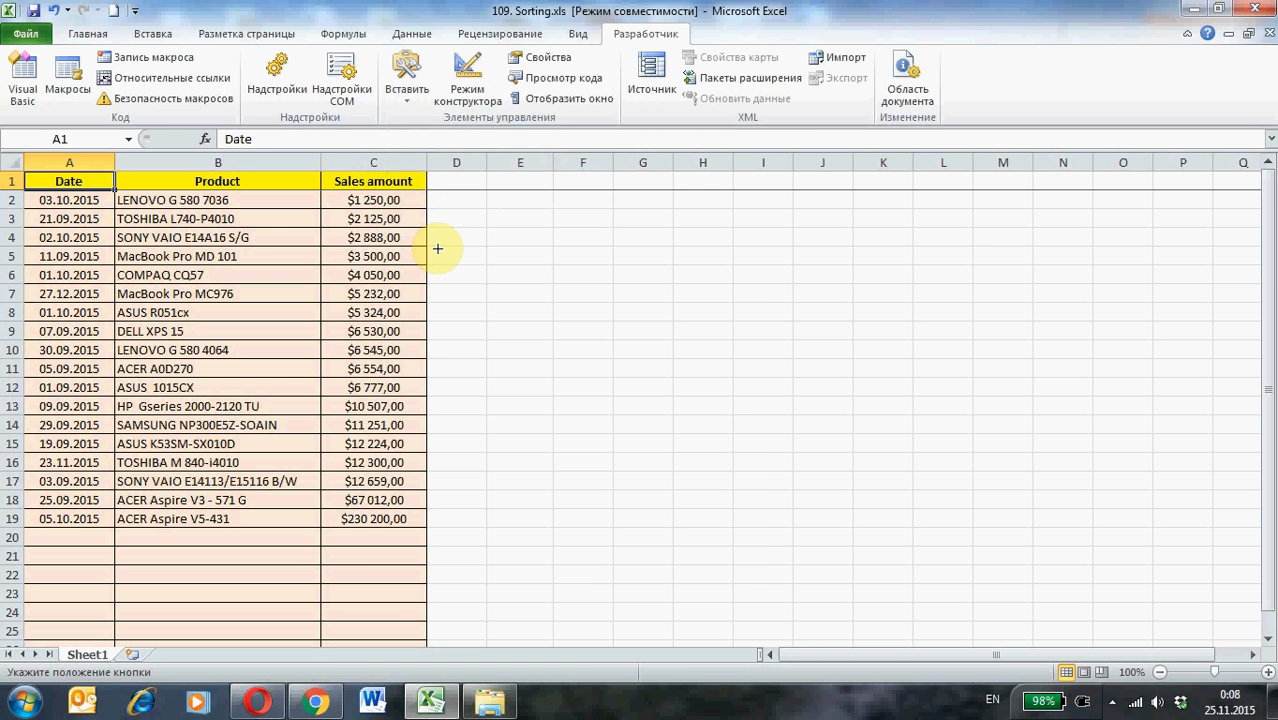 109. Sorting.xls [Режим совместимости] - Microsoft Excel
Файл Главная Вставка Разметка страницы Формулы Данные Рецензирование Вид Разработчик
Visual Basic
Макросы
Запись макроса
Относительные ссылки
Безопасность макросов
Код
Надстройки
Надстройки COM
Надстройки
Вставить
Режим конструктора
Свойства
Просмотр кода
Отобразить окно
Элементы управления
Источник
Свойства карты
Пакеты расширения
Обновить данные
Импорт
Экспорт
XML
Область документа
Изменение
A1 fx Date
A B C D E F G H I J K L M N O P Q
1 Date Product Sales amount
2 03.10.2015 LENOVO G 580 7036 $1 250,00
3 21.09.2015 TOSHIBA L740-P4010 $2 125,00
4 02.10.2015 SONY VAIO E14A16 S/G $2 888,00
5 11.09.2015 MacBook Pro MD 101 $3 500,00
6 01.10.2015 COMPAQ CQ57 $4 050,00
7 27.12.2015 MacBook Pro MC976 $5 232,00
8 01.10.2015 ASUS R051cx $5 324,00
9 07.09.2015 DELL XPS 15 $6 530,00
10 30.09.2015 LENOVO G 580 4064 $6 545,00
11 05.09.2015 ACER A0D270 $6 554,00
12 01.09.2015 ASUS 1015CX $6 777,00
13 09.09.2015 HP Gseries 2000-2120 TU $10 507,00
14 29.09.2015 SAMSUNG NP300E5Z-SOAIN $11 251,00
15 19.09.2015 ASUS K53SM-SX010D $12 224,00
16 23.11.2015 TOSHIBA M 840-i4010 $12 300,00
17 03.09.2015 SONY VAIO E14113/E15116 B/W $12 659,00
18 25.09.2015 ACER Aspire V3 - 571 G $67 012,00
19 05.10.2015 ACER Aspire V5-431 $230 200,00
20
21
22
23
24
25
Sheet1
Укажите положение кнопки 100%
EN 98% 0:08
25.11.2015